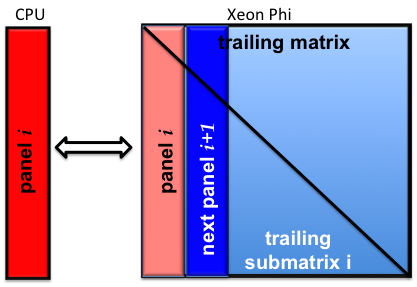 CPU
Xeon Phi
trailing matrix
panel i
panel i
next panel i+1
trailing
submatrix i